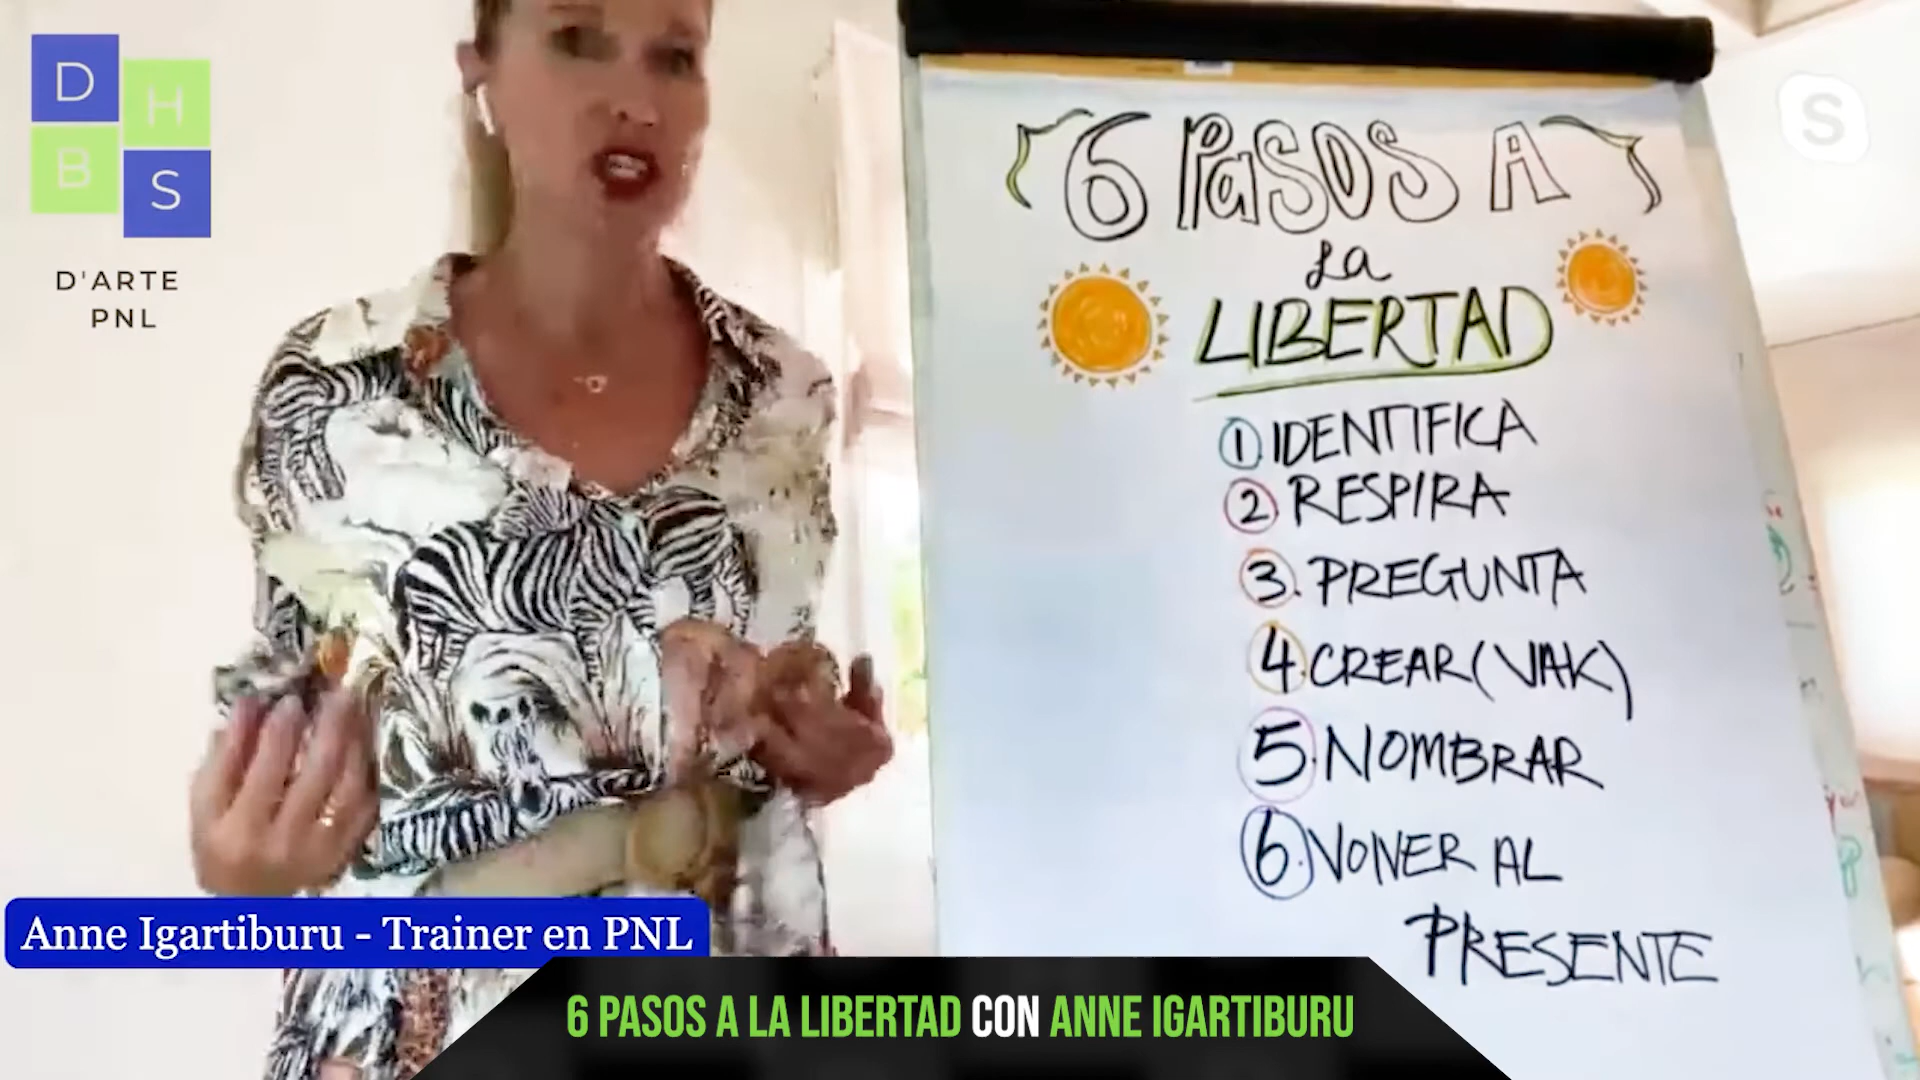 D
H
B
S
D'ARTE
PNL
S
6 PASOS A
La
LIBERTAD
1 IDENTIFICA
2 RESPIRA
3. PREGUNTA
4. CREAR (VAK)
5. NOMBRAR
6. VOLVER AL
PRESENTE
Anne Igartiburu - Trainer en PNL
6 PASOS A LA LIBERTAD CON ANNE IGARTIBURU